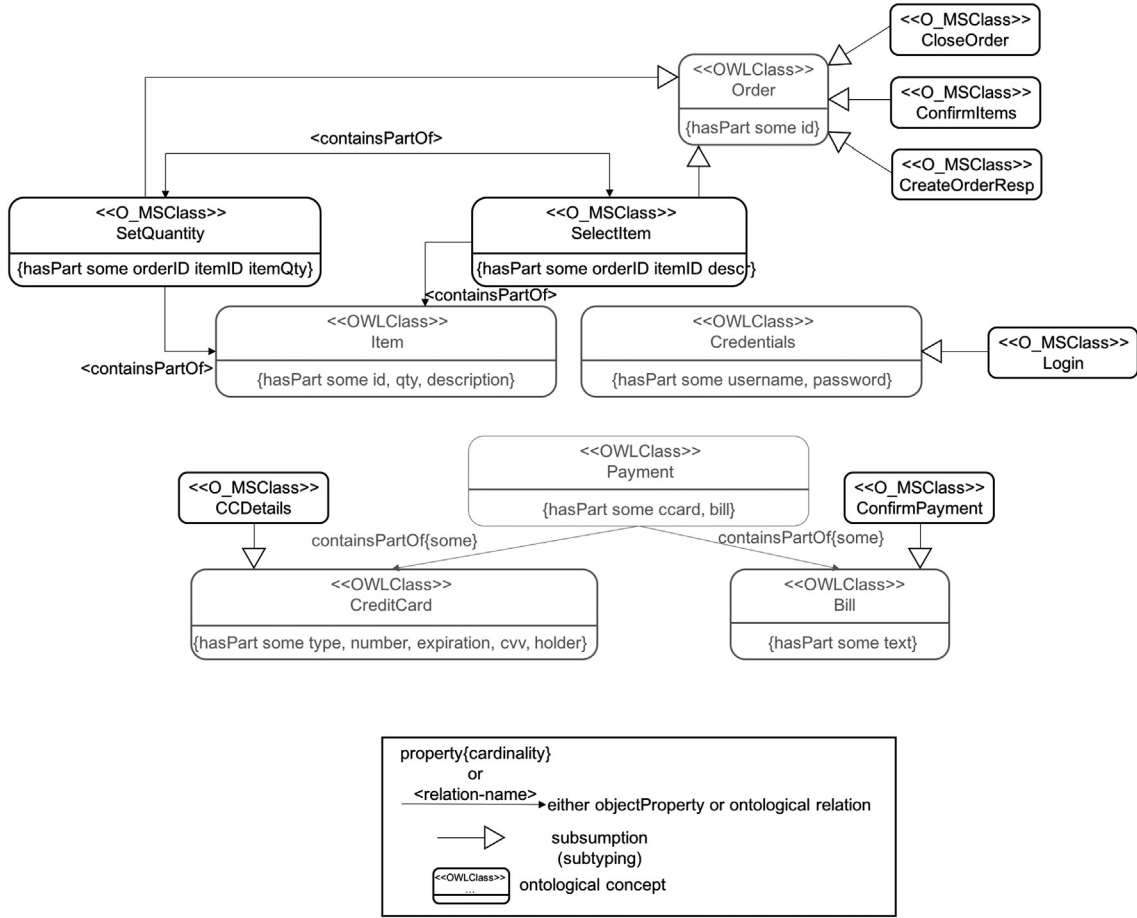 <<O_MSClass>>
CloseOrder
<<OWLClass>>
Order
{hasPart some id}
<<O_MSClass>>
ConfirmItems
<containsPartOf>
<<O_MSClass>>
CreateOrderResp
<<O_MSClass>>
SetQuantity
{hasPart some orderID itemID itemQty}
<<O_MSClass>>
SelectItem
{hasPart some orderID itemID descr}
<containsPartOf>
<<OWLClass>>
Item
{hasPart some id, qty, description}
<containsPartOf>
<<OWLClass>>
Credentials
{hasPart some username, password}
<<O_MSClass>>
Login
<<OWLClass>>
Payment
{hasPart some ccard, bill}
<<O_MSClass>>
CCDetails
<<O_MSClass>>
ConfirmPayment
containsPartOf{some}
containsPartOf{some}
<<OWLClass>>
CreditCard
{hasPart some type, number, expiration, cvv, holder}
<<OWLClass>>
Bill
{hasPart some text}
property{cardinality}
or
<relation-name>
either objectProperty or ontological relation
subsumption
(subtyping)
<<OWLClass>>
...
ontological concept